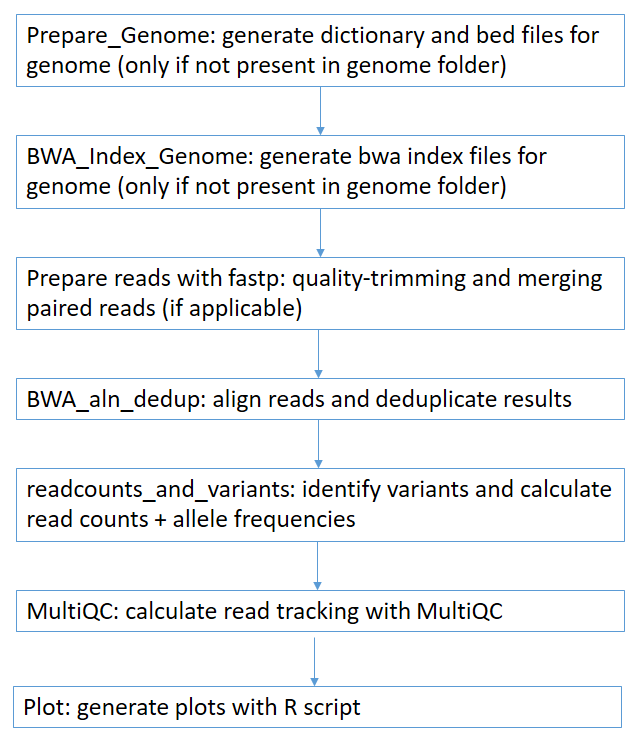 Prepare_Genome: generate dictionary and bed files for
genome (only if not present in genome folder)
BWA_Index_Genome: generate bwa index files for
genome (only if not present in genome folder)
Prepare reads with fastp: quality-trimming and merging
paired reads (if applicable)
BWA_aln_dedup: align reads and deduplicate results
readcounts_and_variants: identify variants and calculate
read counts + allele frequencies
MultiQC: calculate read tracking with MultiQC
Plot: generate plots with R script